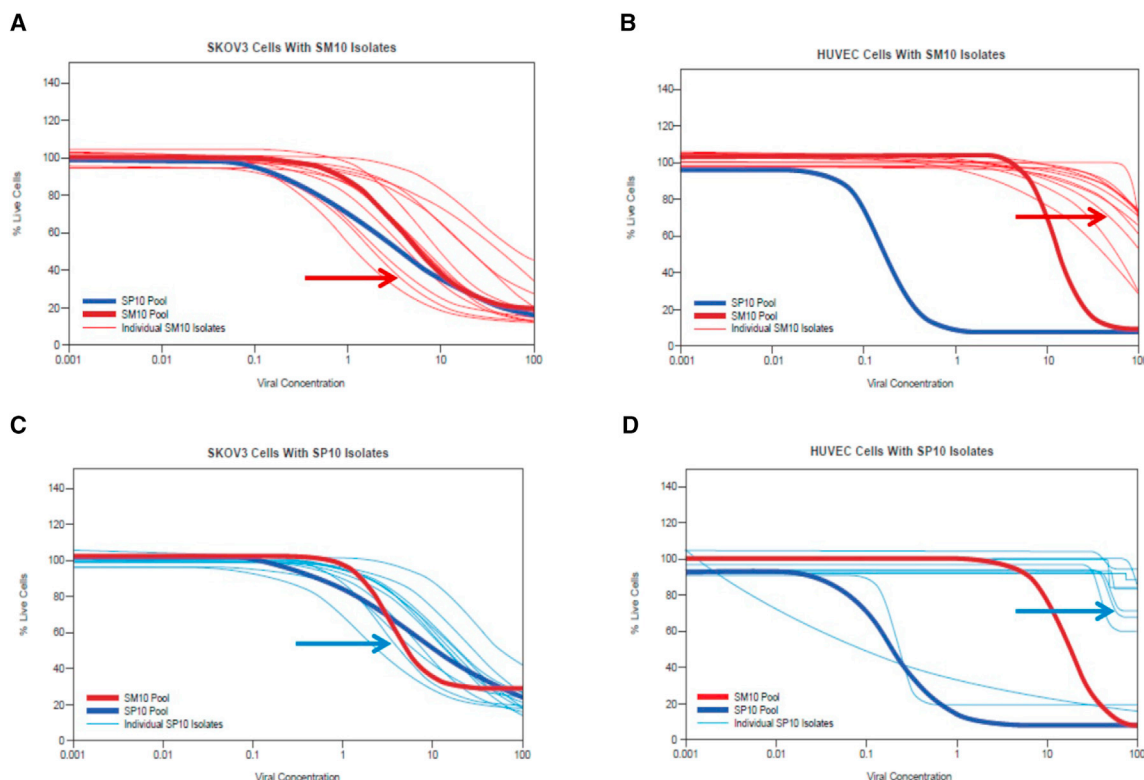 A
SKOV3 Cells With SM10 Isolates
140
120
100
80
60
40
20
0
% Live Cells
SP10 Pool
SM10 Pool
Individual SM10 Isolates
0.001 0.01 0.1 1 10 100
Viral Concentration
B
HUVEC Cells With SM10 Isolates
140
120
100
80
60
40
20
0
% Live Cells
SP10 Pool
SM10 Pool
Individual SM10 Isolates
0.001 0.01 0.1 1 10 100
Viral Concentration
C
SKOV3 Cells With SP10 Isolates
140
120
100
80
60
40
20
0
% Live Cells
SM10 Pool
SP10 Pool
Individual SP10 Isolates
0.001 0.01 0.1 1 10 100
Viral Concentration
D
HUVEC Cells With SP10 Isolates
140
120
100
80
60
40
20
0
% Live Cells
SM10 Pool
SP10 Pool
Individual SP10 Isolates
0.001 0.01 0.1 1 10 100
Viral Concentration